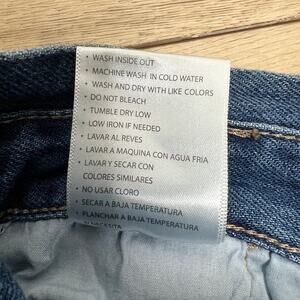 • WASH INSIDE OUT
• MACHINE WASH IN COLD WATER
• WASH AND DRY WITH LIKE COLORS
• DO NOT BLEACH
• TUMBLE DRY LOW
• LOW IRON IF NEEDED
• LAVAR AL REVES
• LAVAR A MAQUINA CON AGUA FRIA
• LAVAR Y SECAR CON
COLORES SIMILARES
• NO USAR CLORO
• SECAR A BAJA TEMPERATURA
• PLANCHAR A BAJA TEMPERATURA
SI NECESITA